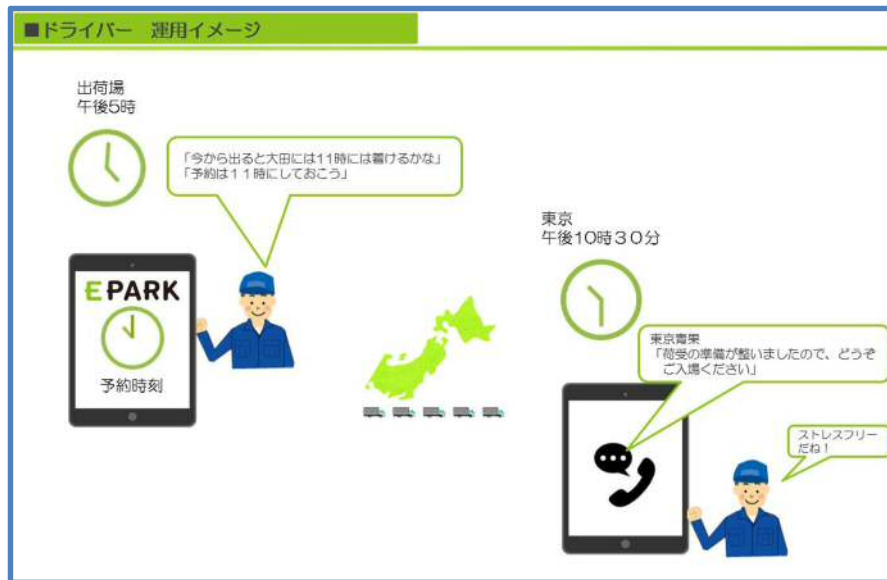 ■ドライバー 運用イメージ
出荷場
午後5時
「今から出ると大田には11時には着けるかな」
「予約は１１時にしておこう」
EPARK
予約時刻
東京
午後10時３０分
東京青果
「荷受の準備が整いましたので、どうぞ
ご入場ください」
ストレスフリー
だね！